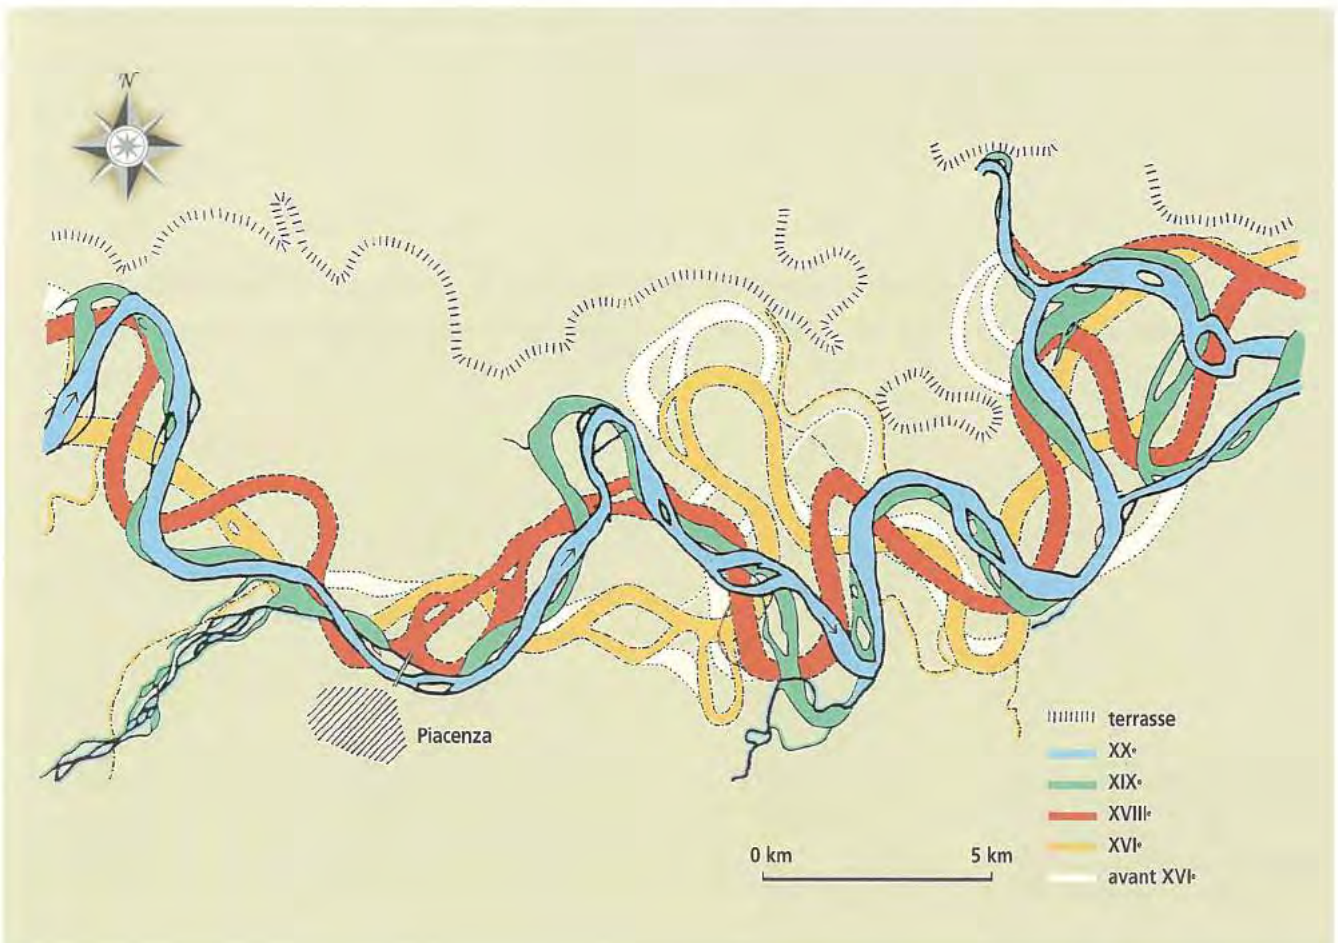 N
Piacenza
terrasse
XXᵉ
XIXᵉ
XVIIIᵉ
XVIᵉ
avant XVIᵉ
0 km 5 km